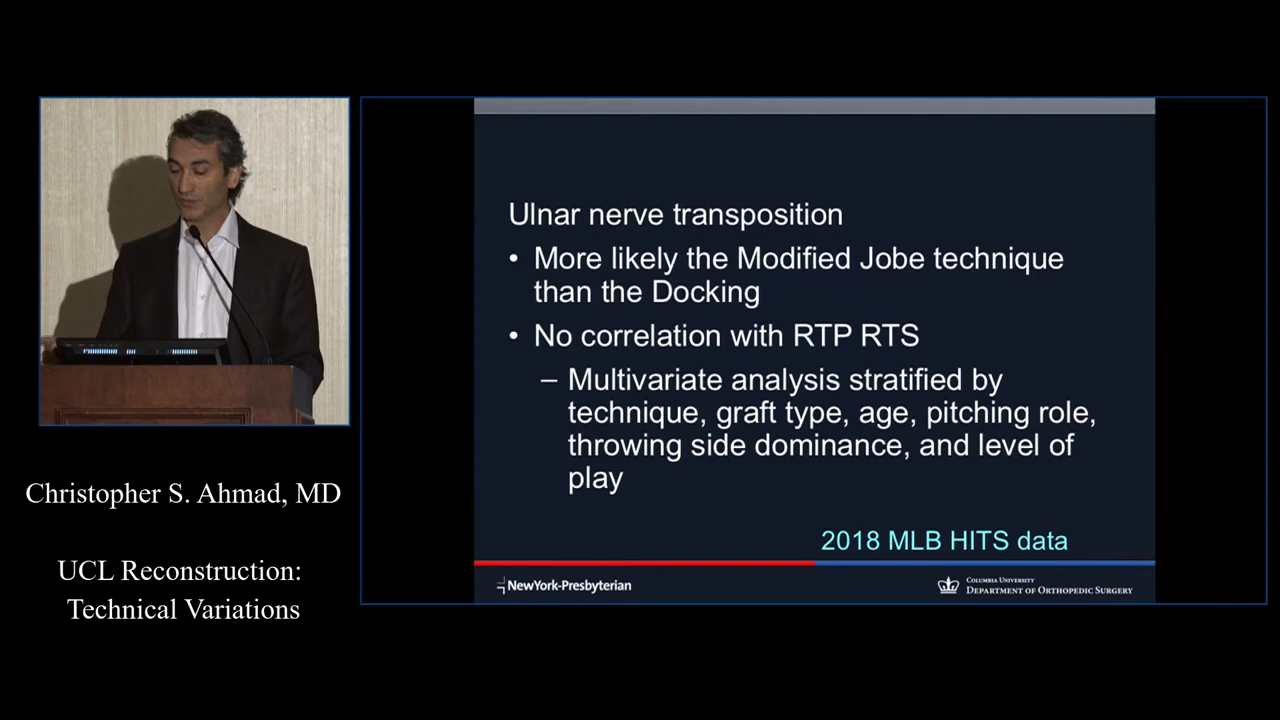 Ulnar nerve transposition
• More likely the Modified Jobe technique
than the Docking
• No correlation with RTP RTS
– Multivariate analysis stratified by
technique, graft type, age, pitching role,
throwing side dominance, and level of
play
2018 MLB HITS data
NewYork-Presbyterian
Columbia University
Department of Orthopedic Surgery
Christopher S. Ahmad, MD
UCL Reconstruction:
Technical Variations